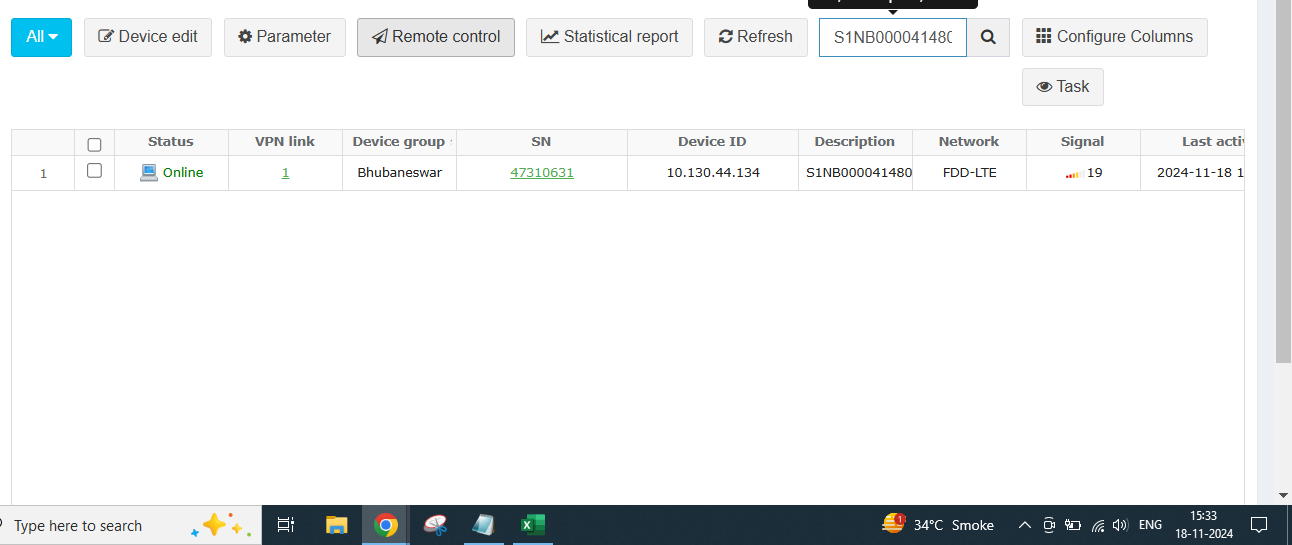 All Device edit Parameter Remote control Statistical report Refresh S1NB000041480 Configure Columns
Task
Status VPN link Device group SN Device ID Description Network Signal Last activ
1 Online 1 Bhubaneswar 47310631 10.130.44.134 S1NB000041480 FDD-LTE 19 2024-11-18 1
Type here to search 1 34°C Smoke ENG 15:33
18-11-2024